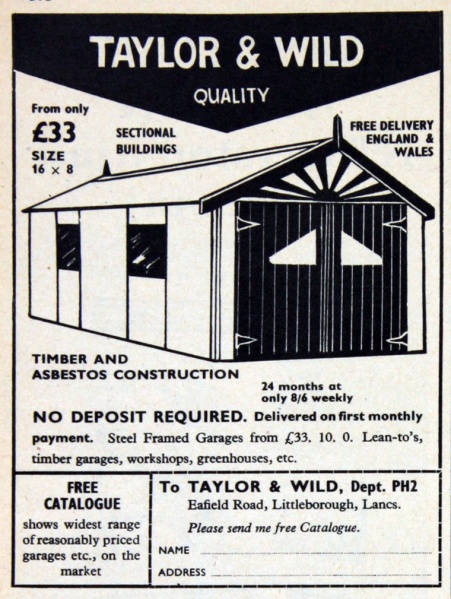 TAYLOR & WILD
QUALITY
From only
£33
SIZE
16 × 8
SECTIONAL
BUILDINGS
FREE DELIVERY
ENGLAND &
WALES
TIMBER AND
ASBESTOS CONSTRUCTION
24 months at
only 8/6 weekly
NO DEPOSIT REQUIRED. Delivered on first monthly
payment. Steel Framed Garages from £33. 10. 0. Lean-to's,
timber garages, workshops, greenhouses, etc.
FREE
CATALOGUE
shows widest range
of reasonably priced
garages etc., on the
market
To TAYLOR & WILD, Dept. PH2
Eafield Road, Littleborough, Lancs.
Please send me free Catalogue.
NAME
ADDRESS